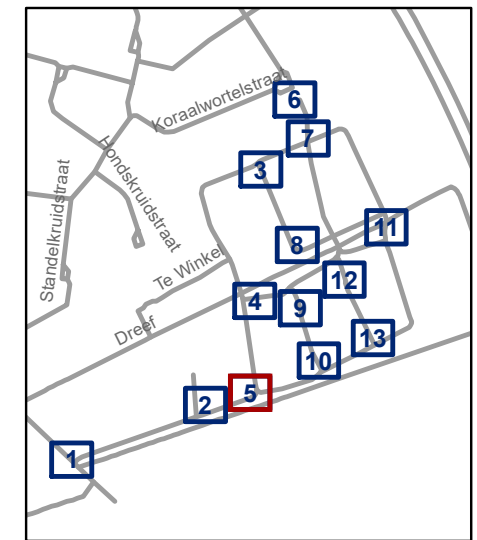 Koraalwortelstraat
6
7
Hondskruidstraat
3
Standelkruidstraat
11
8
Te Winkel
12
4
9
Dreef
13
10
5
2
1